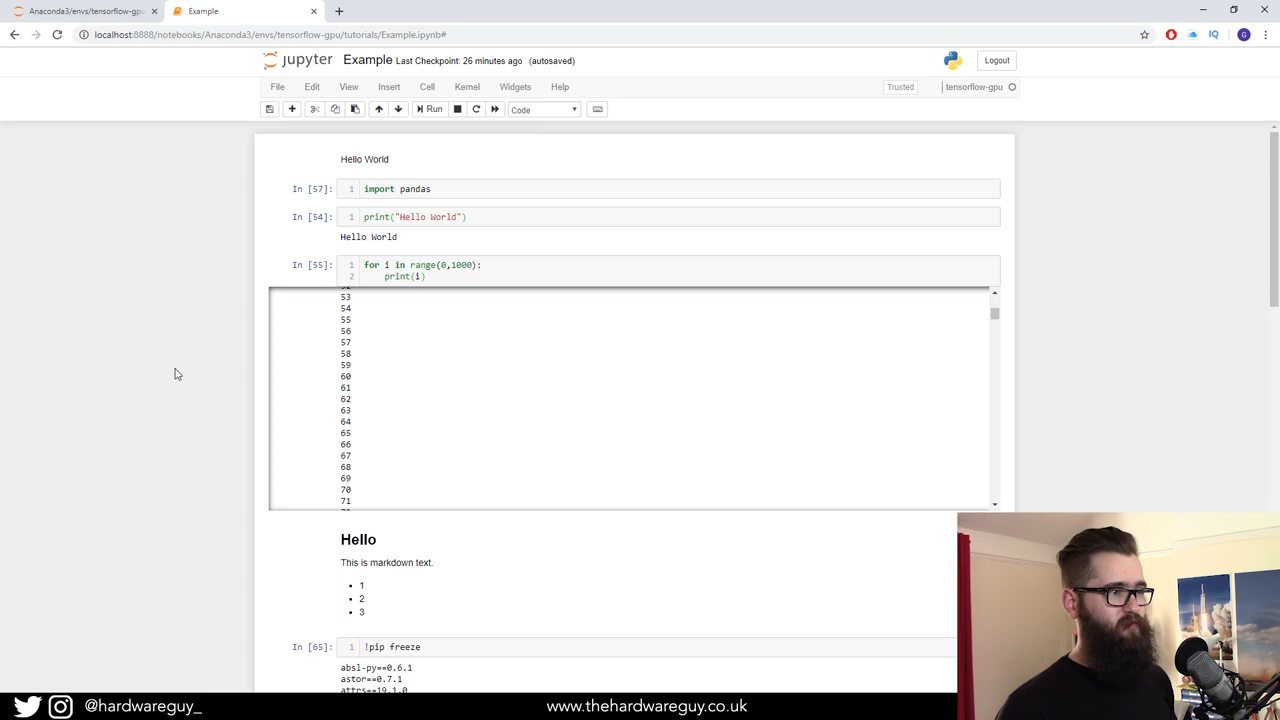 Anaconda3/envs/tensorflow-gpu
Example
localhost:8888/notebooks/Anaconda3/envs/tensorflow-gpu/tutorials/Example.ipynb#
G
jupyter Example Last Checkpoint: 26 minutes ago (autosaved)
Logout
File Edit View Insert Cell Kernel Widgets Help
Trusted
tensorflow-gpu
Run
Code
Hello World
In [57]: 1 import pandas
In [54]: 1 print("Hello World")
Hello World
In [55]: 1 for i in range(0,1000):
2 print(i)
53
54
55
56
57
58
59
60
61
62
63
64
65
66
67
68
69
70
71
Hello
This is markdown text.
• 1
• 2
• 3
In [65]: 1 !pip freeze
absl-py==0.6.1
astor==0.7.1
attrs==19.1.0
@hardwareguy_
www.thehardwareguy.co.uk